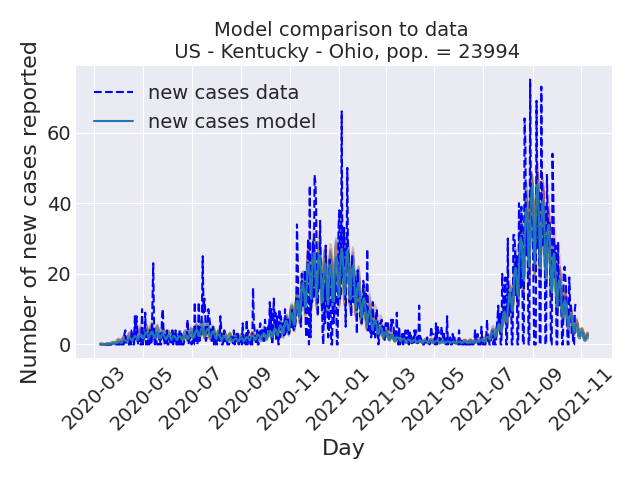 Model comparison to data
US - Kentucky - Ohio, pop. = 23994
new cases data
new cases model
Number of new cases reported
60
40
20
0
2020-03
2020-05
2020-07
2020-09
2020-11
2021-01
2021-03
2021-05
2021-07
2021-09
2021-11
Day